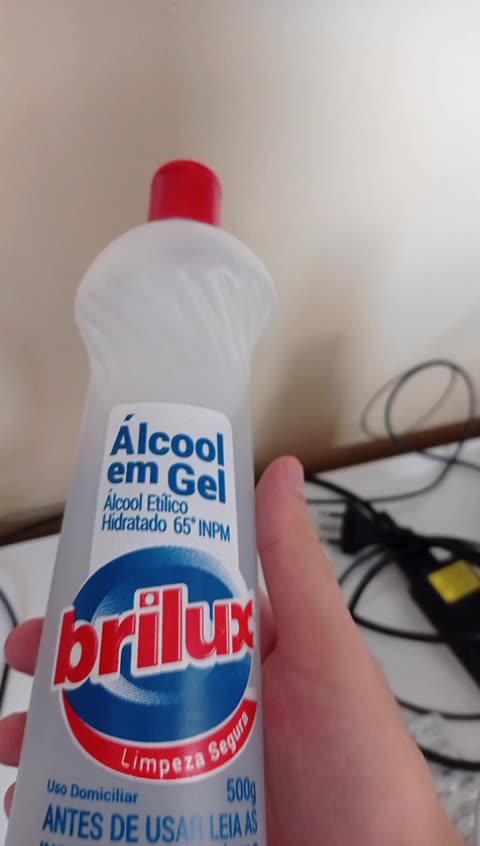 Álcool
em Gel
Álcool Etílico
Hidratado 65° INPM
brilux
Limpeza Segura
Uso Domiciliar
500g
ANTES DE USAR LEIA AS